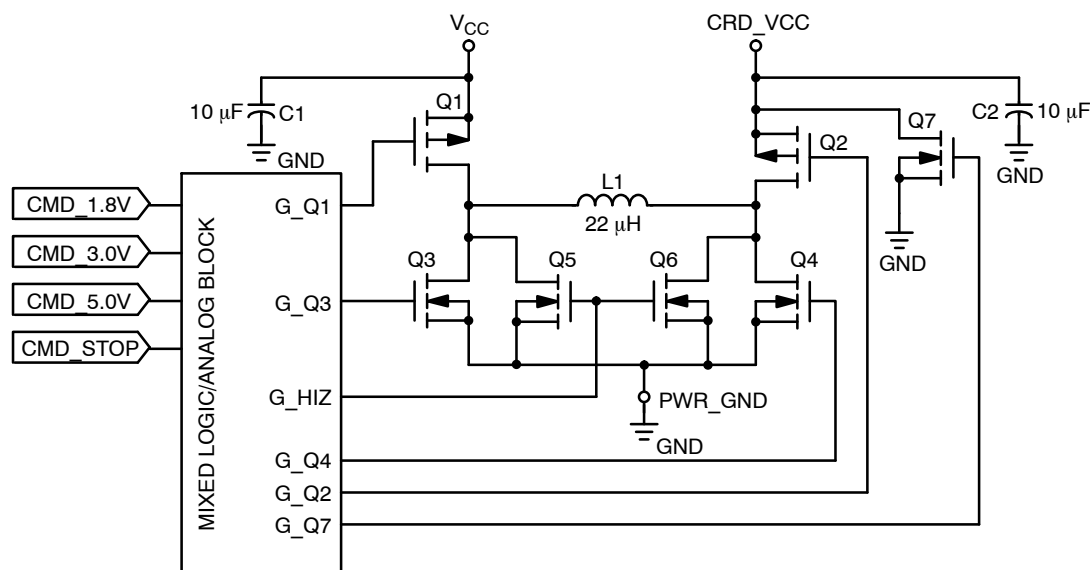 V_CC CRD_VCC
Q1 Q7
10 μF C1 C2 10 μF
Q2
GND GND
CMD_1.8V G_Q1 L1
22 μH
CMD_3.0V
Q3 Q5 Q6 Q4 GND
CMD_5.0V G_Q3
CMD_STOP
MIXED LOGIC/ANALOG BLOCK
G_HIZ PWR_GND
GND
G_Q4
G_Q2
G_Q7